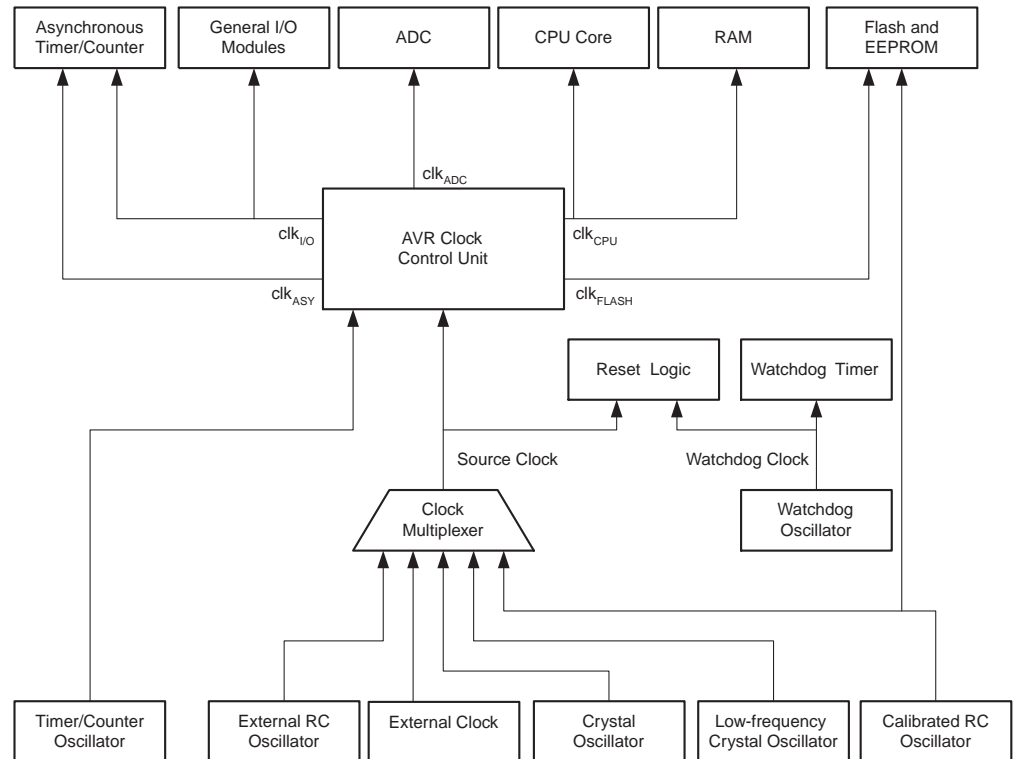 Asynchronous
Timer/Counter
General I/O
Modules
ADC
CPU Core
RAM
Flash and
EEPROM
clkADC
clkI/O
AVR Clock
Control Unit
clkCPU
clkASY
clkFLASH
Reset Logic
Watchdog Timer
Source Clock
Watchdog Clock
Clock
Multiplexer
Watchdog
Oscillator
Timer/Counter
Oscillator
External RC
Oscillator
External Clock
Crystal
Oscillator
Low-frequency
Crystal Oscillator
Calibrated RC
Oscillator